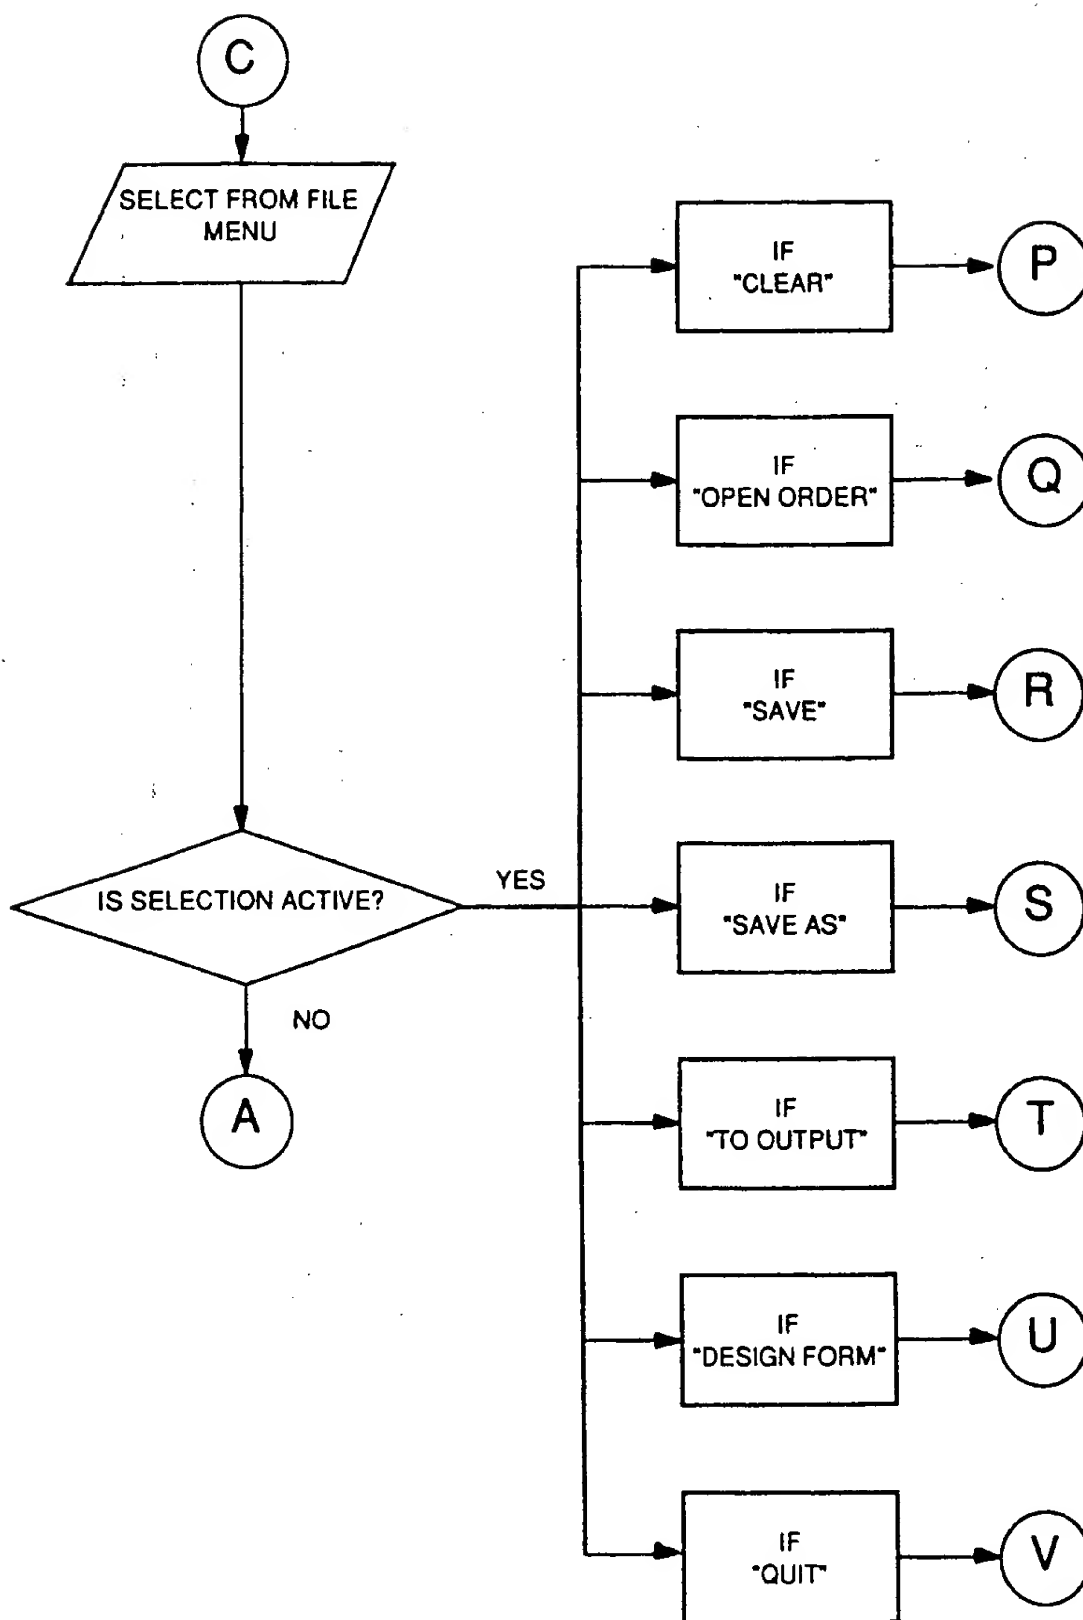 C
SELECT FROM FILE
MENU
IS SELECTION ACTIVE?
YES
NO
A
IF
"CLEAR"
P
IF
"OPEN ORDER"
Q
IF
"SAVE"
R
IF
"SAVE AS"
S
IF
"TO OUTPUT"
T
IF
"DESIGN FORM"
U
IF
"QUIT"
V